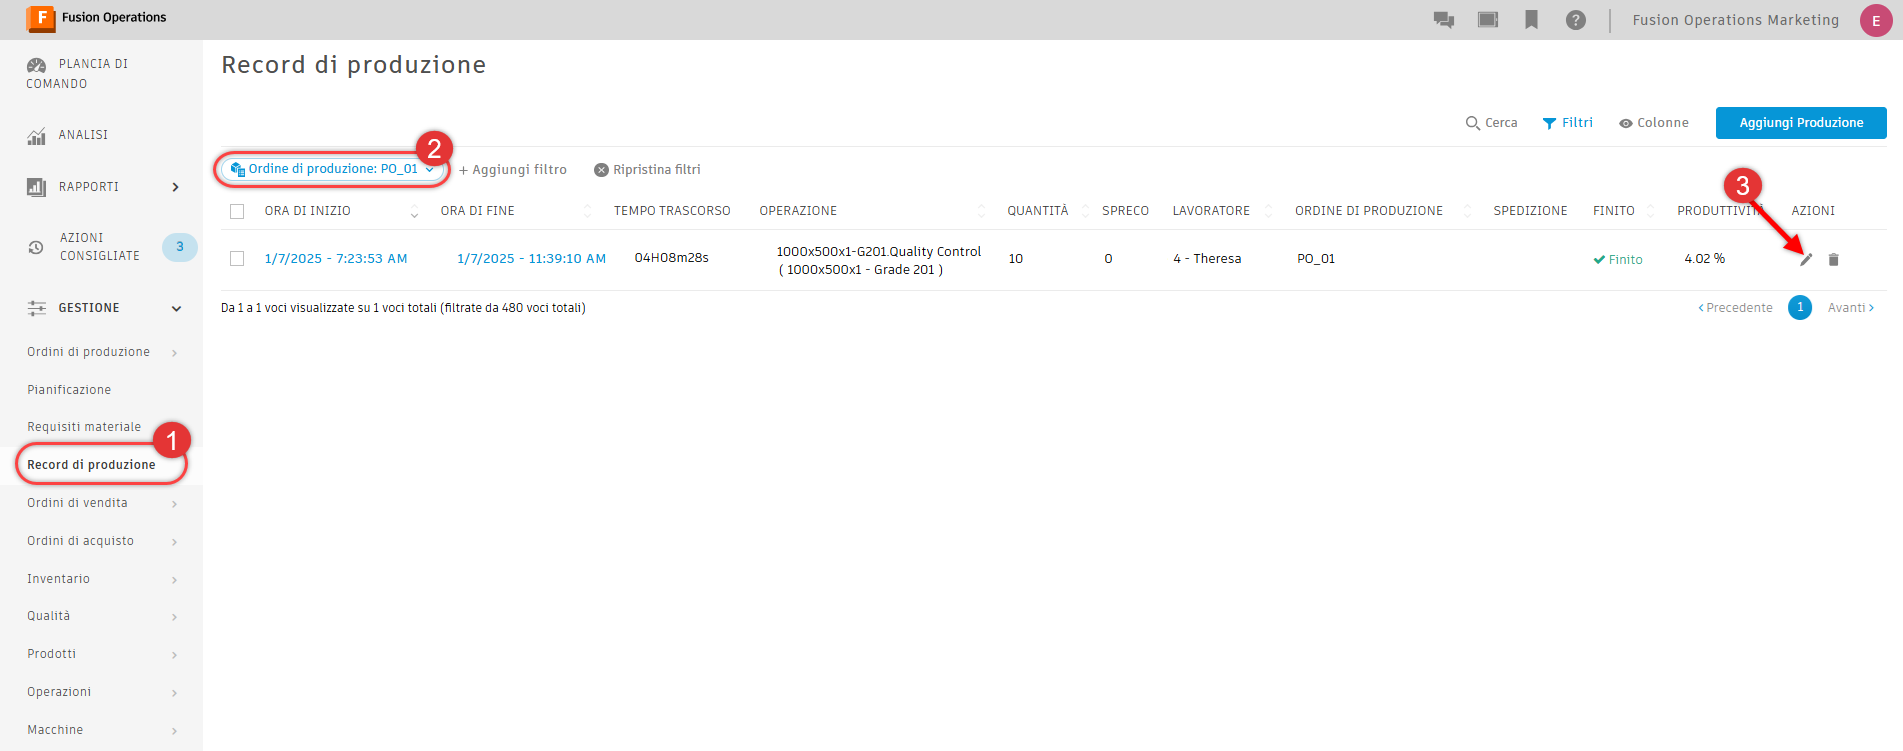 F Fusion Operations
Fusion Operations Marketing E
PLANCIA DI
COMANDO
ANALISI
RAPPORTI
AZIONI
CONSIGLIATE
3
GESTIONE
Ordini di produzione
Pianificazione
Requisiti materiale
1
Record di produzione
Ordini di vendita
Ordini di acquisto
Inventario
Qualità
Prodotti
Operazioni
Macchine
Record di produzione
Cerca Filtri Colonne Aggiungi Produzione
2
Ordine di produzione: PO_01 + Aggiungi filtro Ripristina filtri
3
ORA DI INIZIO ORA DI FINE TEMPO TRASCORSO OPERAZIONE QUANTITÀ SPRECO LAVORATORE ORDINE DI PRODUZIONE SPEDIZIONE FINITO PRODUTTIVITÀ AZIONI
1/7/2025 - 7:23:53 AM 1/7/2025 - 11:39:10 AM 04H08m28s 1000x500x1-G201.Quality Control
( 1000x500x1 - Grade 201 )
10 0 4 - Theresa PO_01 Finito 4.02 %
Da 1 a 1 voci visualizzate su 1 voci totali (filtrate da 480 voci totali)
Precedente 1 Avanti